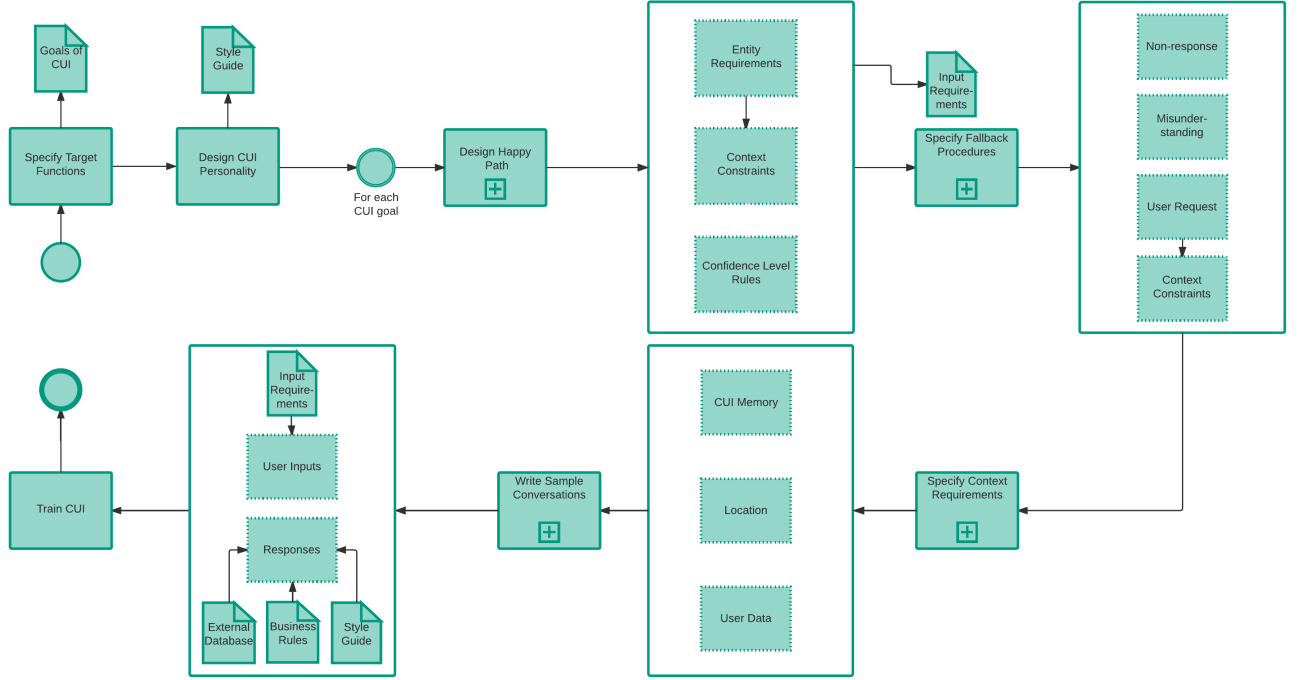 Goals of
CUI
Style
Guide
Specify Target
Functions
Design CUI
Personality
For each
CUI goal
Design Happy
Path
Entity
Requirements
Context
Constraints
Confidence Level
Rules
Input
Require-
ments
Specify Fallback
Procedures
Non-response
Misunder-
standing
User Request
Context
Constraints
Specify Context
Requirements
CUI Memory
Location
User Data
Write Sample
Conversations
Input
Require-
ments
User Inputs
Responses
External
Database
Business
Rules
Style
Guide
Train CUI